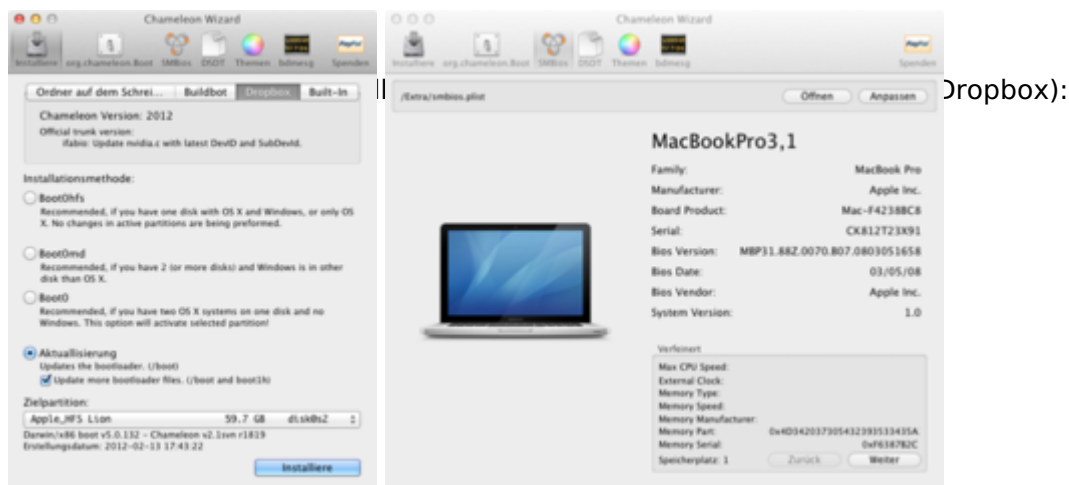 Chameleon Wizard
Installiere org.chameleon.Boot SMBios DSDT Themen bdmesg Spenden
Ordner auf dem Schrei... Buildbot Dropbox Built-In
Chameleon Version: 2012
Official trunk version:
ifabio: Update nvidia.c with latest DevID and SubDevId.
Installationsmethode:
Boot0hfs
Recommended, if you have one disk with OS X and Windows, or only OS
X. No changes in active partitions are being preformed.
Boot0md
Recommended, if you have 2 (or more disks) and Windows is in other
disk than OS X.
Boot0
Recommended, if you have two OS X systems on one disk and no
Windows. This option will activate selected partition!
Aktuallisierung
Updates the bootloader. (/boot)
Update more bootloader files. (/boot and boot1h)
Zielpartition:
Apple_HFS Lion 59.7 GB disk0s2
Darwin/x86 boot v5.0.132 - Chameleon v2.1svn r1819
Erstellungsdatum: 2012-02-13 17:43:22
Installiere
Chameleon Wizard
Installiere org.chameleon.Boot SMBios DSDT Themen bdmesg Spenden
Dropbox):
/Extra/smbios.plist Öffnen Anpassen
MacBookPro3,1
Family: MacBook Pro
Manufacturer: Apple Inc.
Board Product: Mac-F4238BC8
Serial: CK812T23X91
Bios Version: MBP31.88Z.0070.B07.0803051658
Bios Date: 03/05/08
Bios Vendor: Apple Inc.
System Version: 1.0
Verfeinert
Max CPU Speed:
External Clock:
Memory Type:
Memory Speed:
Memory Manufacturer:
Memory Part: 0x4D342037305432393533435A
Memory Serial: 0xF638782C
Speicherplatz: 1 Zurück Weiter